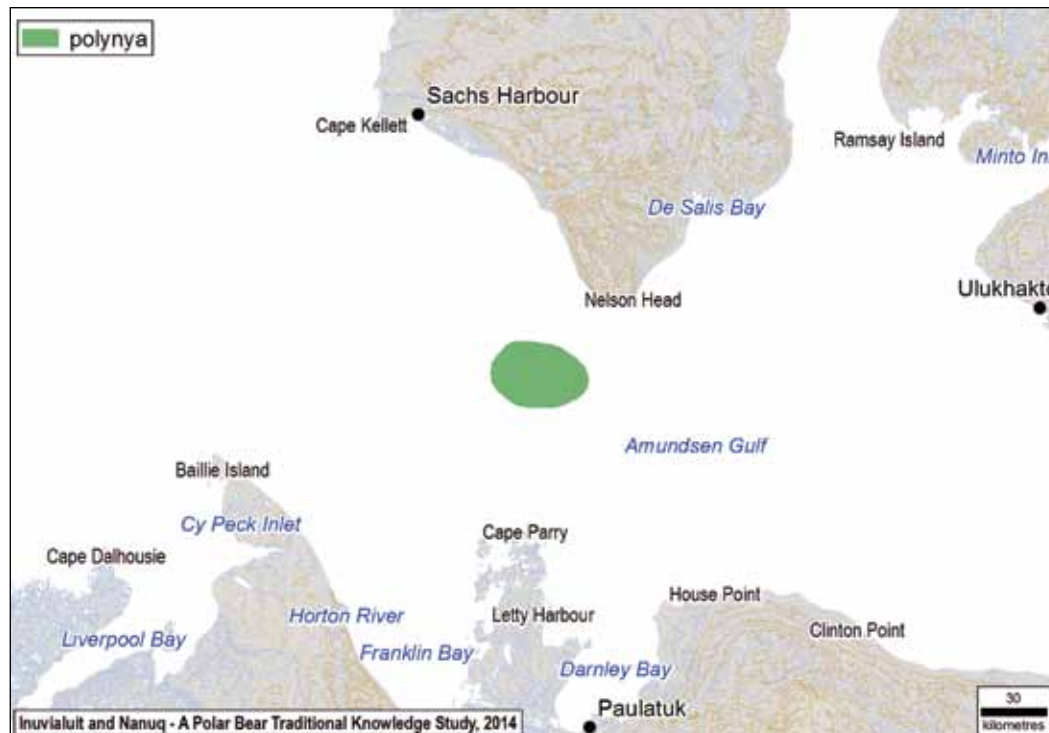 polynya
Sachs Harbour
Cape Kellett
Ramsay Island
Minto In
De Salis Bay
Ulukhakto
Nelson Head
Amundsen Gulf
Baillie Island
Cy Peck Inlet
Cape Parry
Cape Dalhousie
House Point
Letty Harbour
Horton River
Clinton Point
Liverpool Bay
Franklin Bay
Darnley Bay
30
Paulatuk
Inuvialuit and Nanuq - A Polar Bear Traditional Knowledge Study, 2014
kilometres